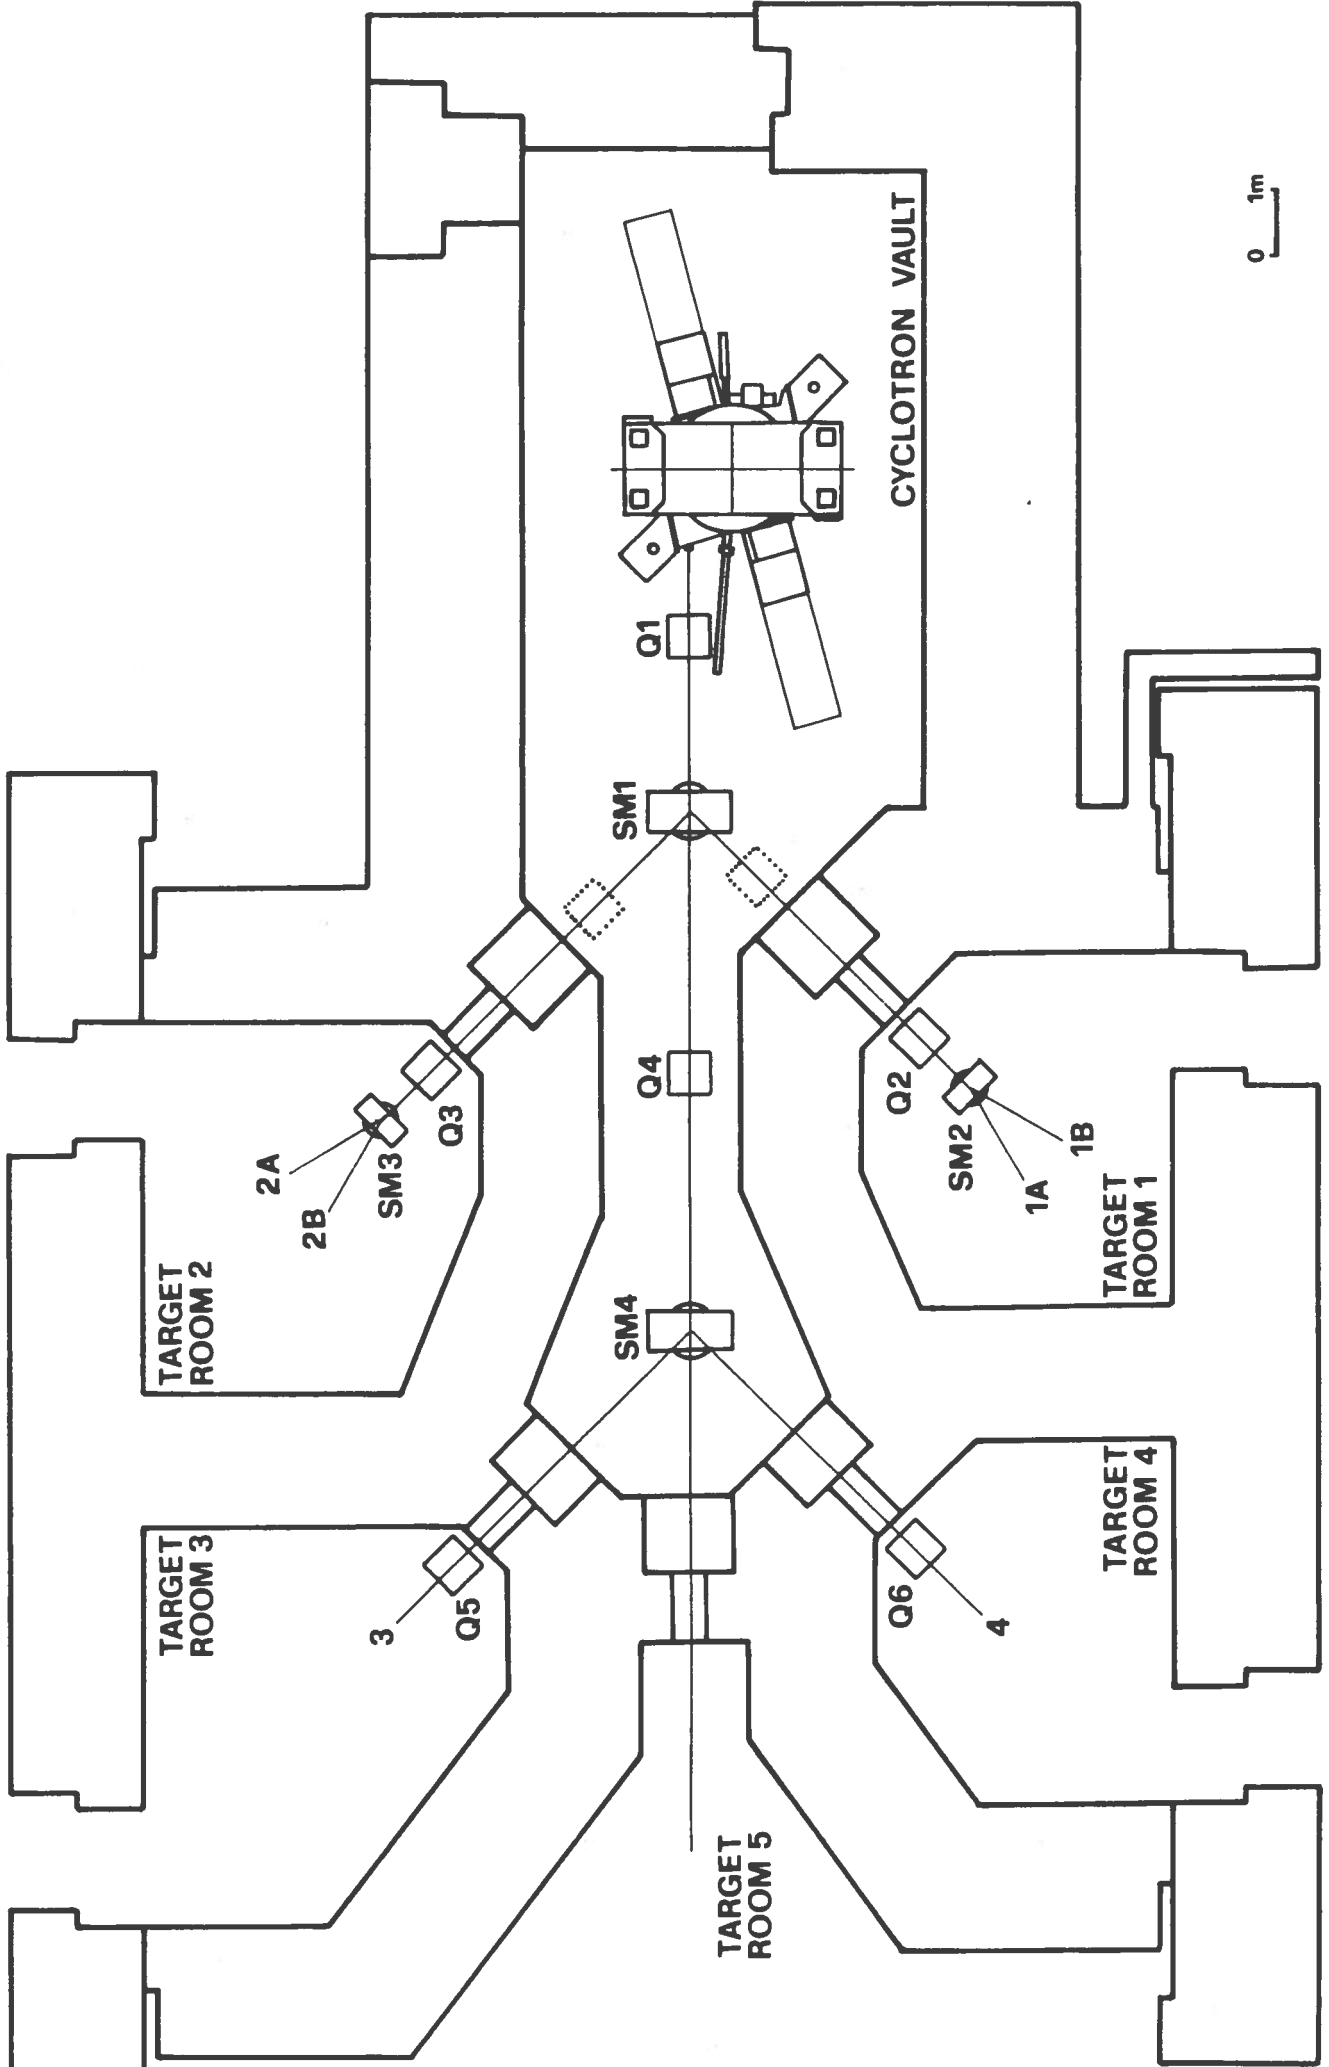 CYCLOTRON VAULT
0 1m
Q1
SM1
Q4
Q3
SM3
2A
2B
Q2
SM2
1A
1B
TARGET
ROOM 2
TARGET
ROOM 1
SM4
TARGET
ROOM 3
Q5
3
TARGET
ROOM 4
Q6
4
TARGET
ROOM 5